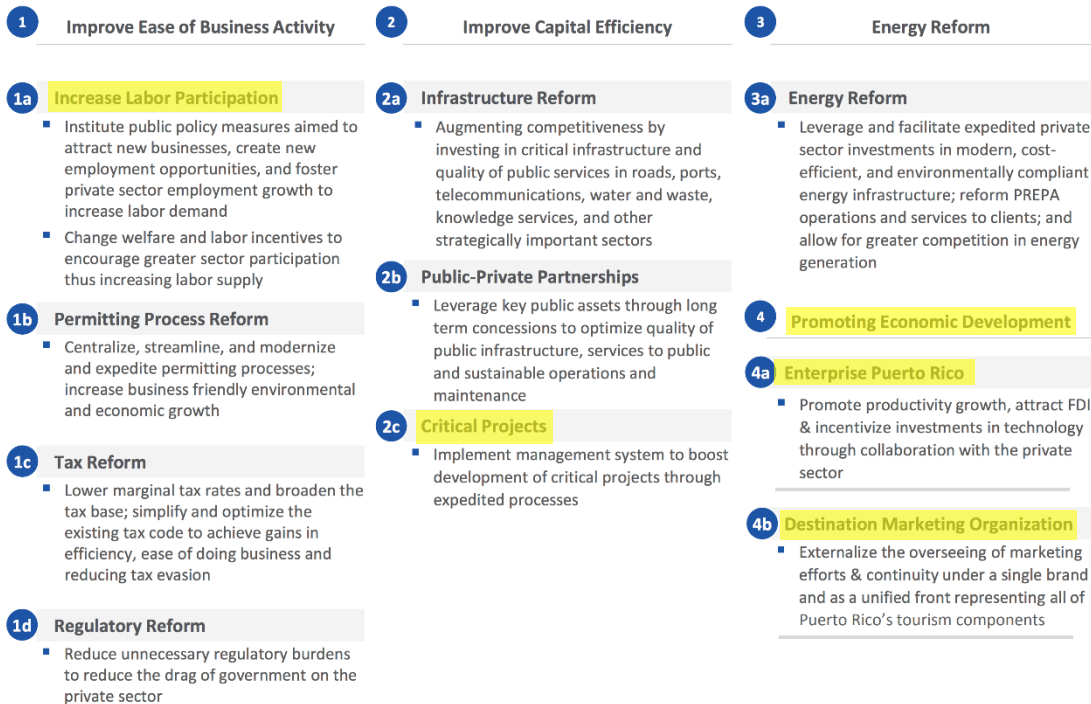 1 Improve Ease of Business Activity
1a Increase Labor Participation
▪ Institute public policy measures aimed to
attract new businesses, create new
employment opportunities, and foster
private sector employment growth to
increase labor demand
▪ Change welfare and labor incentives to
encourage greater sector participation
thus increasing labor supply
1b Permitting Process Reform
▪ Centralize, streamline, and modernize
and expedite permitting processes;
increase business friendly environmental
and economic growth
1c Tax Reform
▪ Lower marginal tax rates and broaden the
tax base; simplify and optimize the
existing tax code to achieve gains in
efficiency, ease of doing business and
reducing tax evasion
1d Regulatory Reform
▪ Reduce unnecessary regulatory burdens
to reduce the drag of government on the
private sector
2 Improve Capital Efficiency
2a Infrastructure Reform
▪ Augmenting competitiveness by
investing in critical infrastructure and
quality of public services in roads, ports,
telecommunications, water and waste,
knowledge services, and other
strategically important sectors
2b Public-Private Partnerships
▪ Leverage key public assets through long
term concessions to optimize quality of
public infrastructure, services to public
and sustainable operations and
maintenance
2c Critical Projects
▪ Implement management system to boost
development of critical projects through
expedited processes
3 Energy Reform
3a Energy Reform
▪ Leverage and facilitate expedited private
sector investments in modern, cost-
efficient, and environmentally compliant
energy infrastructure; reform PREPA
operations and services to clients; and
allow for greater competition in energy
generation
4 Promoting Economic Development
4a Enterprise Puerto Rico
▪ Promote productivity growth, attract FDI
& incentivize investments in technology
through collaboration with the private
sector
4b Destination Marketing Organization
▪ Externalize the overseeing of marketing
efforts & continuity under a single brand
and as a unified front representing all of
Puerto Rico's tourism components